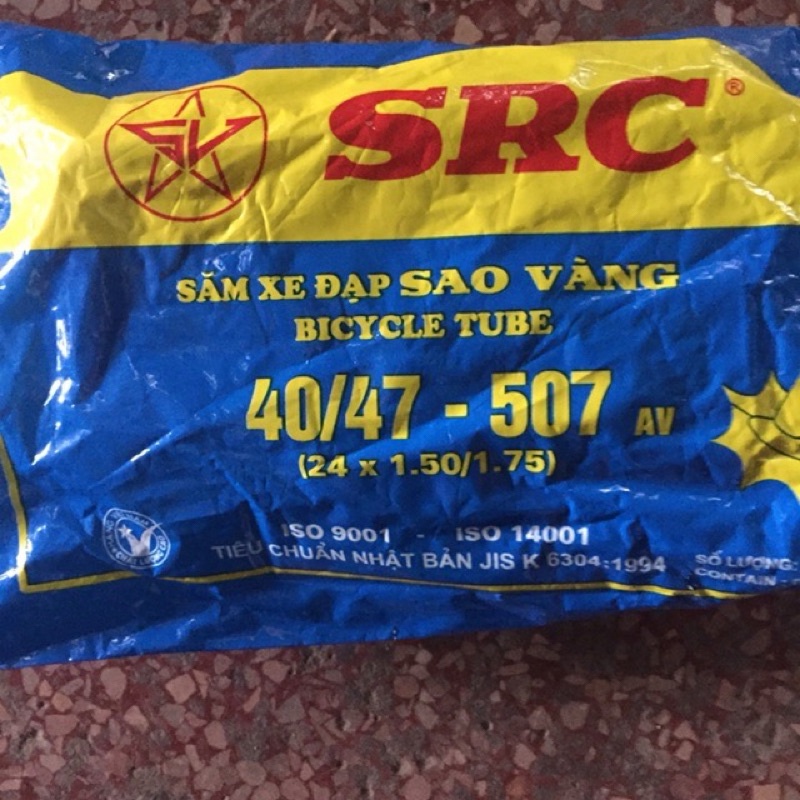 SV
SRC®
SĂM XE ĐẠP SAO VÀNG
BICYCLE TUBE
40/47 - 507 AV
(24 x 1.50/1.75)
ISO 9001 - ISO 14001
TIÊU CHUẨN NHẬT BẢN JIS K 6304:1994
SỐ LƯỢNG:
CONTAIN